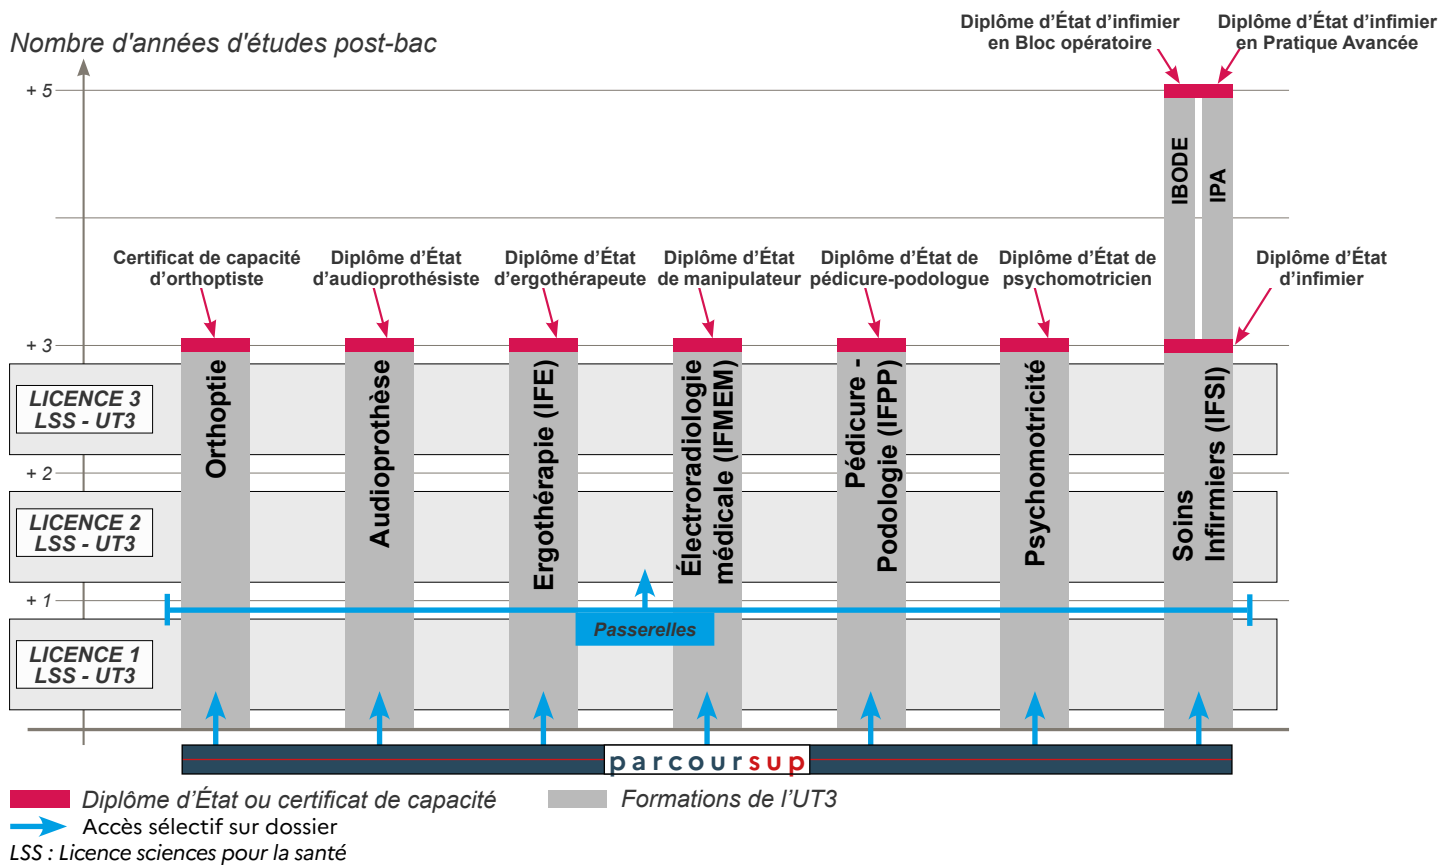 Diplôme d'État d'infimier
en Bloc opératoire
Diplôme d'État d'infimier
en Pratique Avancée
Nombre d'années d'études post-bac
+ 5
IBODE
IPA
Certificat de capacité
d'orthoptiste
Diplôme d'État
d'audioprothésiste
Diplôme d'État
d'ergothérapeute
Diplôme d'État
de manipulateur
Diplôme d'État de
pédicure-podologue
Diplôme d'État de
psychomotricien
Diplôme d'État
d'infimier
+ 3
LICENCE 3
LSS - UT3
Orthoptie
Audioprothèse
Ergothérapie (IFE)
Électroradiologie
médicale (IFMEM)
Pédicure -
Podologie (IFPP)
Psychomotricité
Soins
Infirmiers (IFSI)
+ 2
LICENCE 2
LSS - UT3
+ 1
Passerelles
LICENCE 1
LSS - UT3
parcoursup
Diplôme d'État ou certificat de capacité
Formations de l'UT3
Accès sélectif sur dossier
LSS : Licence sciences pour la santé